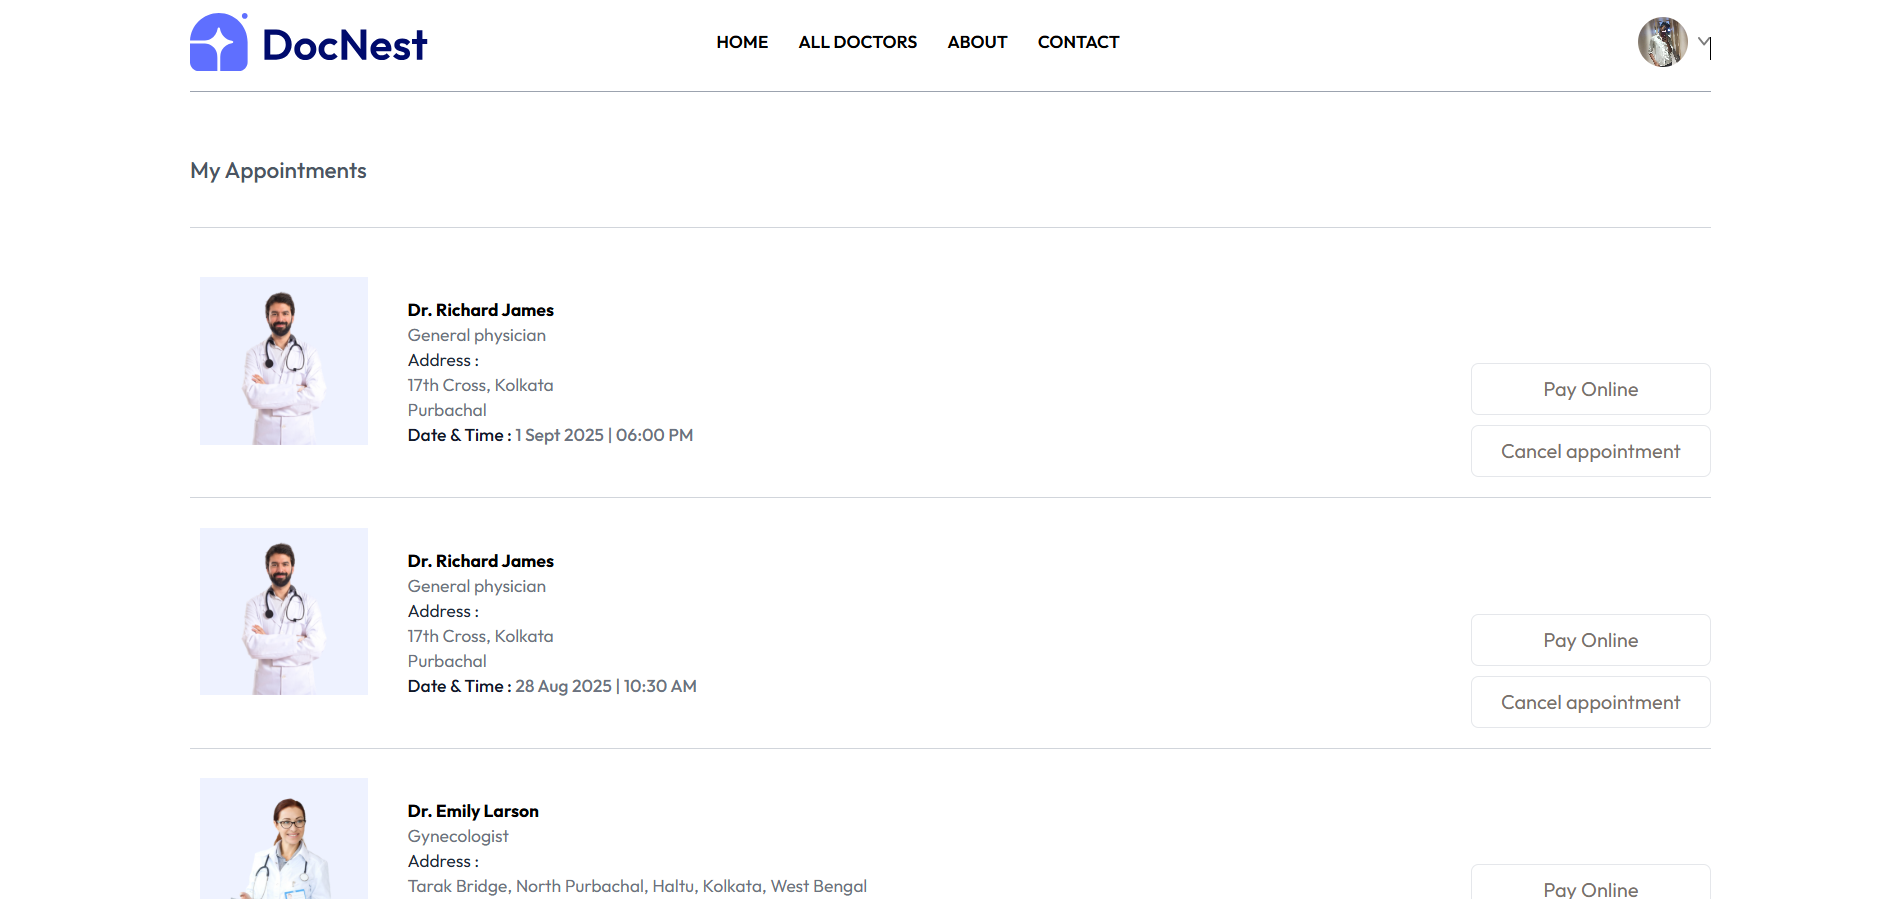 DocNest
HOME ALL DOCTORS ABOUT CONTACT
My Appointments
Dr. Richard James
General physician
Address :
17th Cross, Kolkata
Purbachal
Date & Time : 1 Sept 2025 | 06:00 PM
Pay Online
Cancel appointment
Dr. Richard James
General physician
Address :
17th Cross, Kolkata
Purbachal
Date & Time : 28 Aug 2025 | 10:30 AM
Pay Online
Cancel appointment
Dr. Emily Larson
Gynecologist
Address :
Tarak Bridge, North Purbachal, Haltu, Kolkata, West Bengal
Pay Online